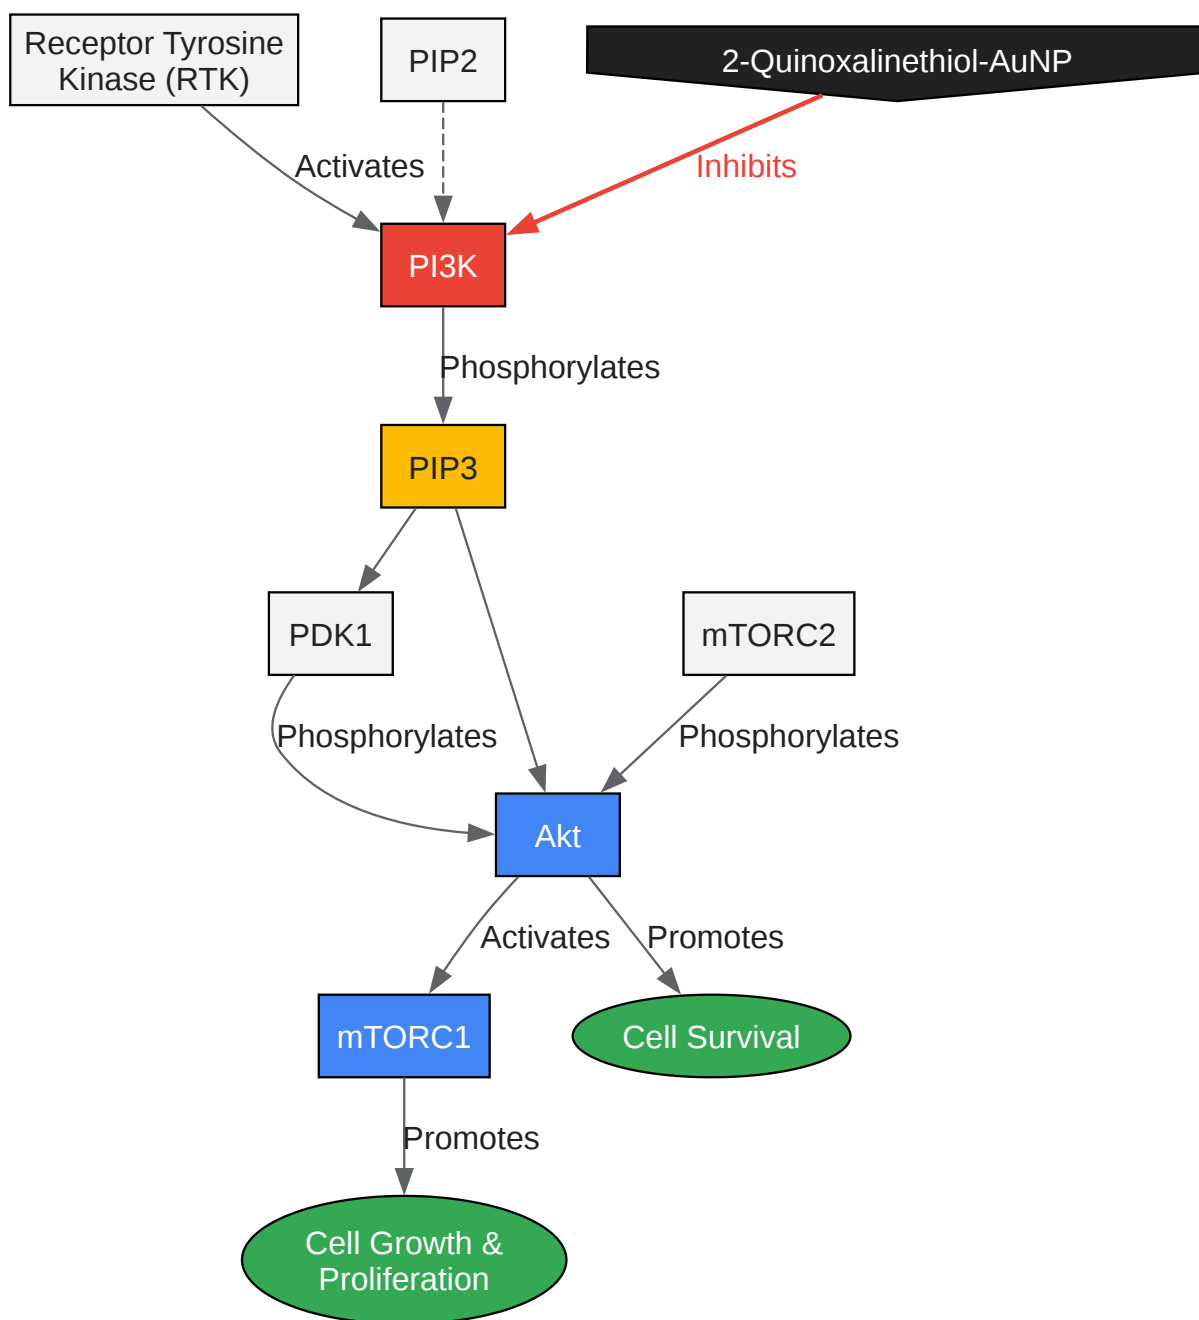 Receptor Tyrosine
Kinase (RTK)
PIP2
2-Quinoxalinethiol-AuNP
Activates
Inhibits
PI3K
Phosphorylates
PIP3
PDK1
mTORC2
Phosphorylates
Phosphorylates
Akt
Activates
Promotes
mTORC1
Cell Survival
Promotes
Cell Growth &
Proliferation